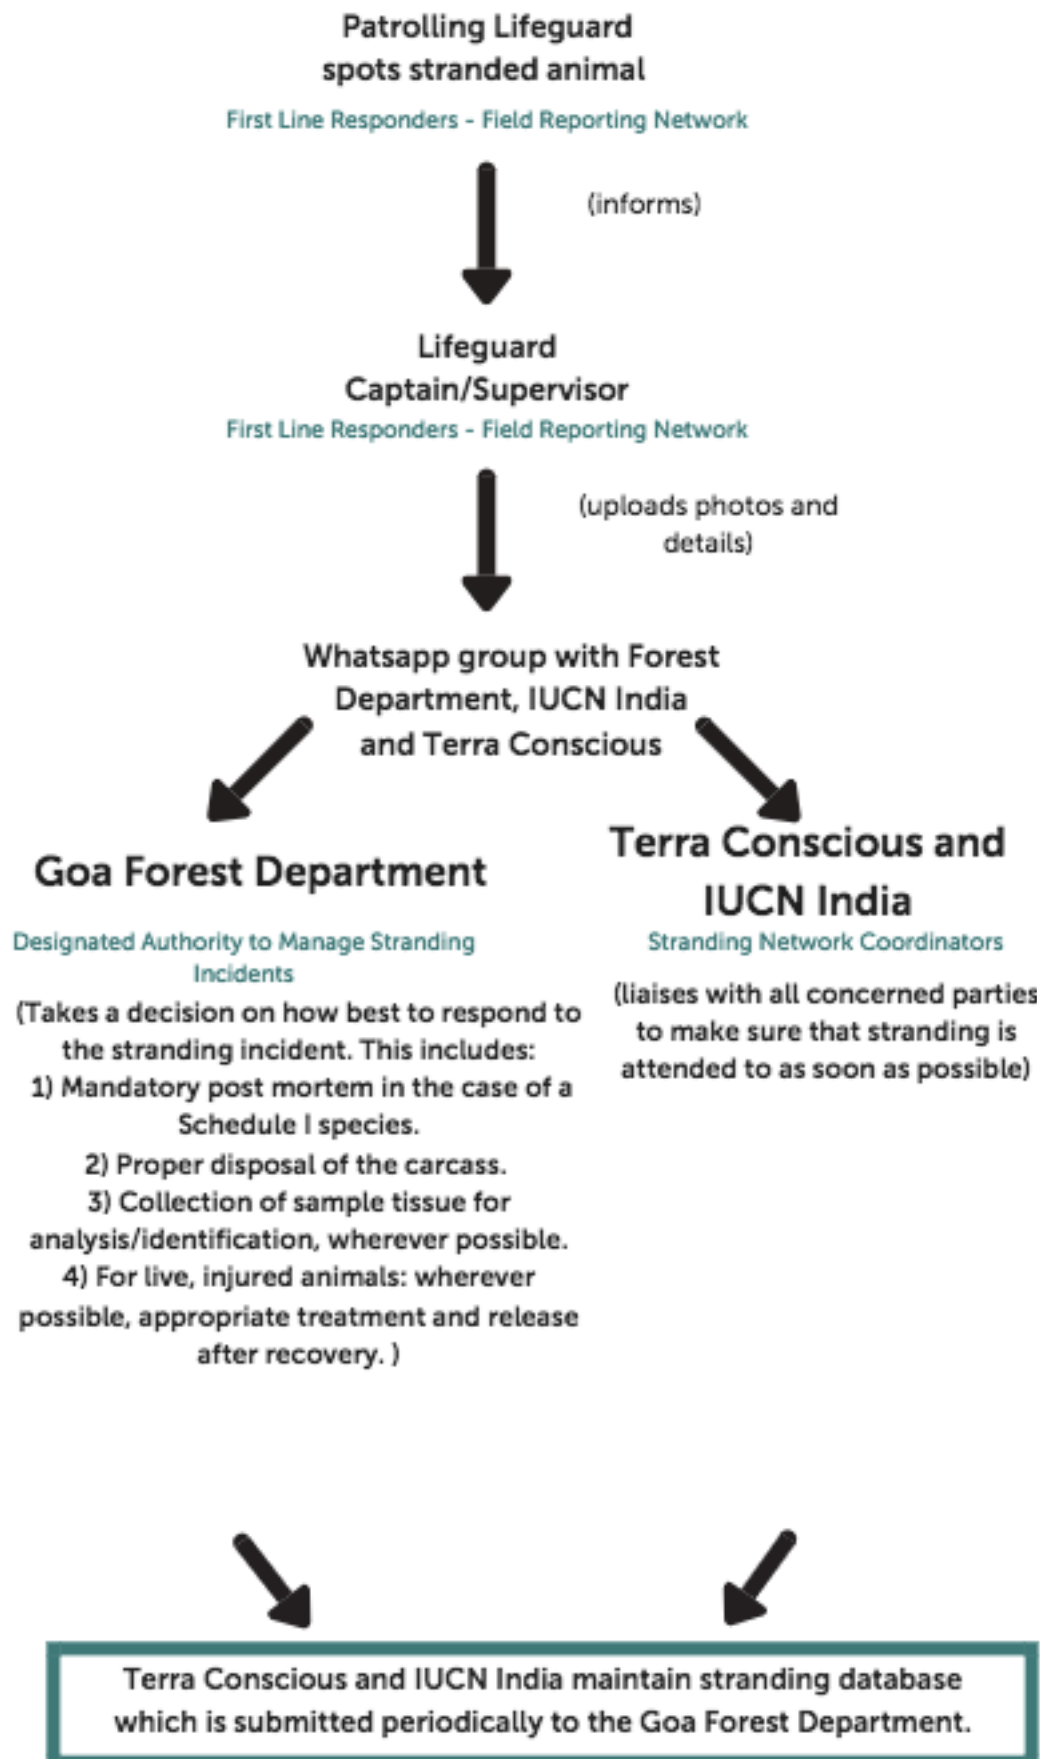 Patrolling Lifeguard
spots stranded animal
First Line Responders - Field Reporting Network
(informs)
Lifeguard
Captain/Supervisor
First Line Responders - Field Reporting Network
(uploads photos and
details)
Whatsapp group with Forest
Department, IUCN India
and Terra Conscious
Goa Forest Department
Designated Authority to Manage Stranding
Incidents
(Takes a decision on how best to respond to
the stranding incident. This includes:
1) Mandatory post mortem in the case of a
Schedule I species.
2) Proper disposal of the carcass.
3) Collection of sample tissue for
analysis/identification, wherever possible.
4) For live, injured animals: wherever
possible, appropriate treatment and release
after recovery. )
Terra Conscious and
IUCN India
Stranding Network Coordinators
(liaises with all concerned parties
to make sure that stranding is
attended to as soon as possible)
Terra Conscious and IUCN India maintain stranding database
which is submitted periodically to the Goa Forest Department.